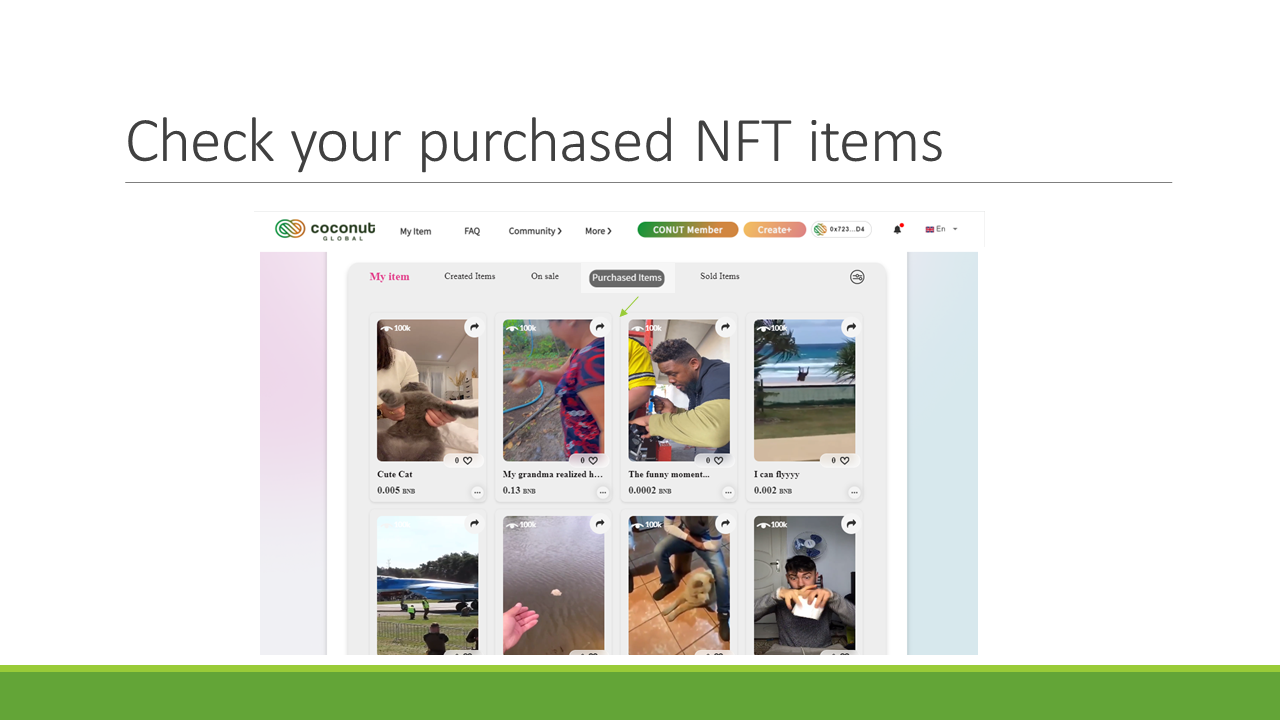 Check your purchased NFT items
coconut GLOBAL My Item FAQ Community More CONUT Member Create+ 0x723...D4 En
My item Created Items On sale Purchased Items Sold Items
100k 100k 100k 100k
0 0 0 0
Cute Cat My grandma realized h... The funny moment... I can flyyyy
0.005 BNB 0.13 BNB 0.0002 BNB 0.002 BNB
100k 100k 100k 100k